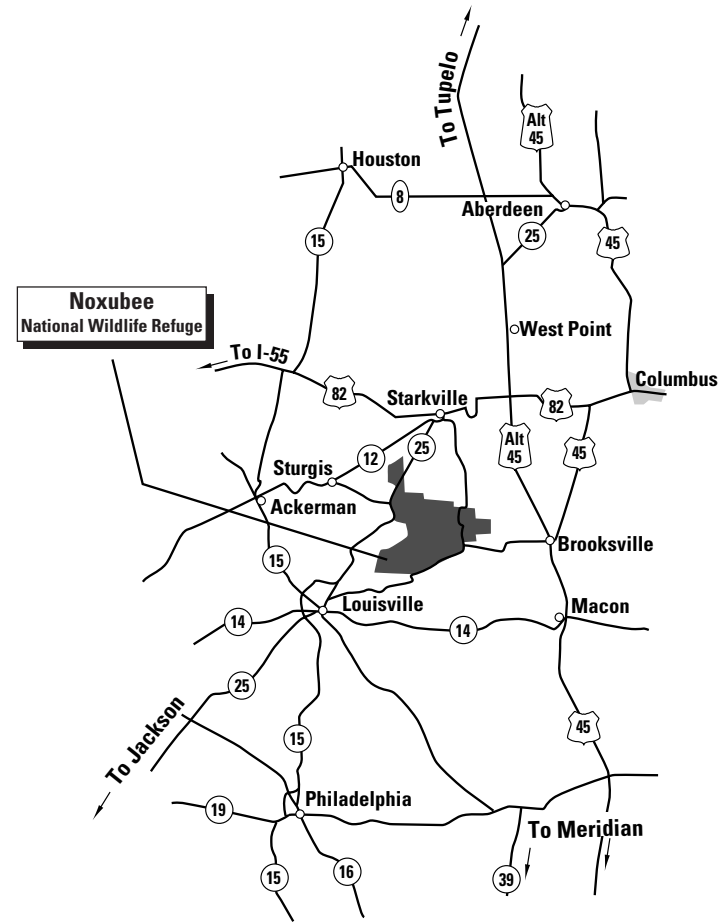 To Tupelo
Alt
45
Houston
8
Aberdeen
15
25
45
Noxubee
National Wildlife Refuge
West Point
To I-55
82
Columbus
Starkville
82
12
25
Alt
45
45
Sturgis
Ackerman
Brooksville
15
Louisville
Macon
14
14
25
To Jackson
15
45
Philadelphia
19
To Meridian
15
16
39